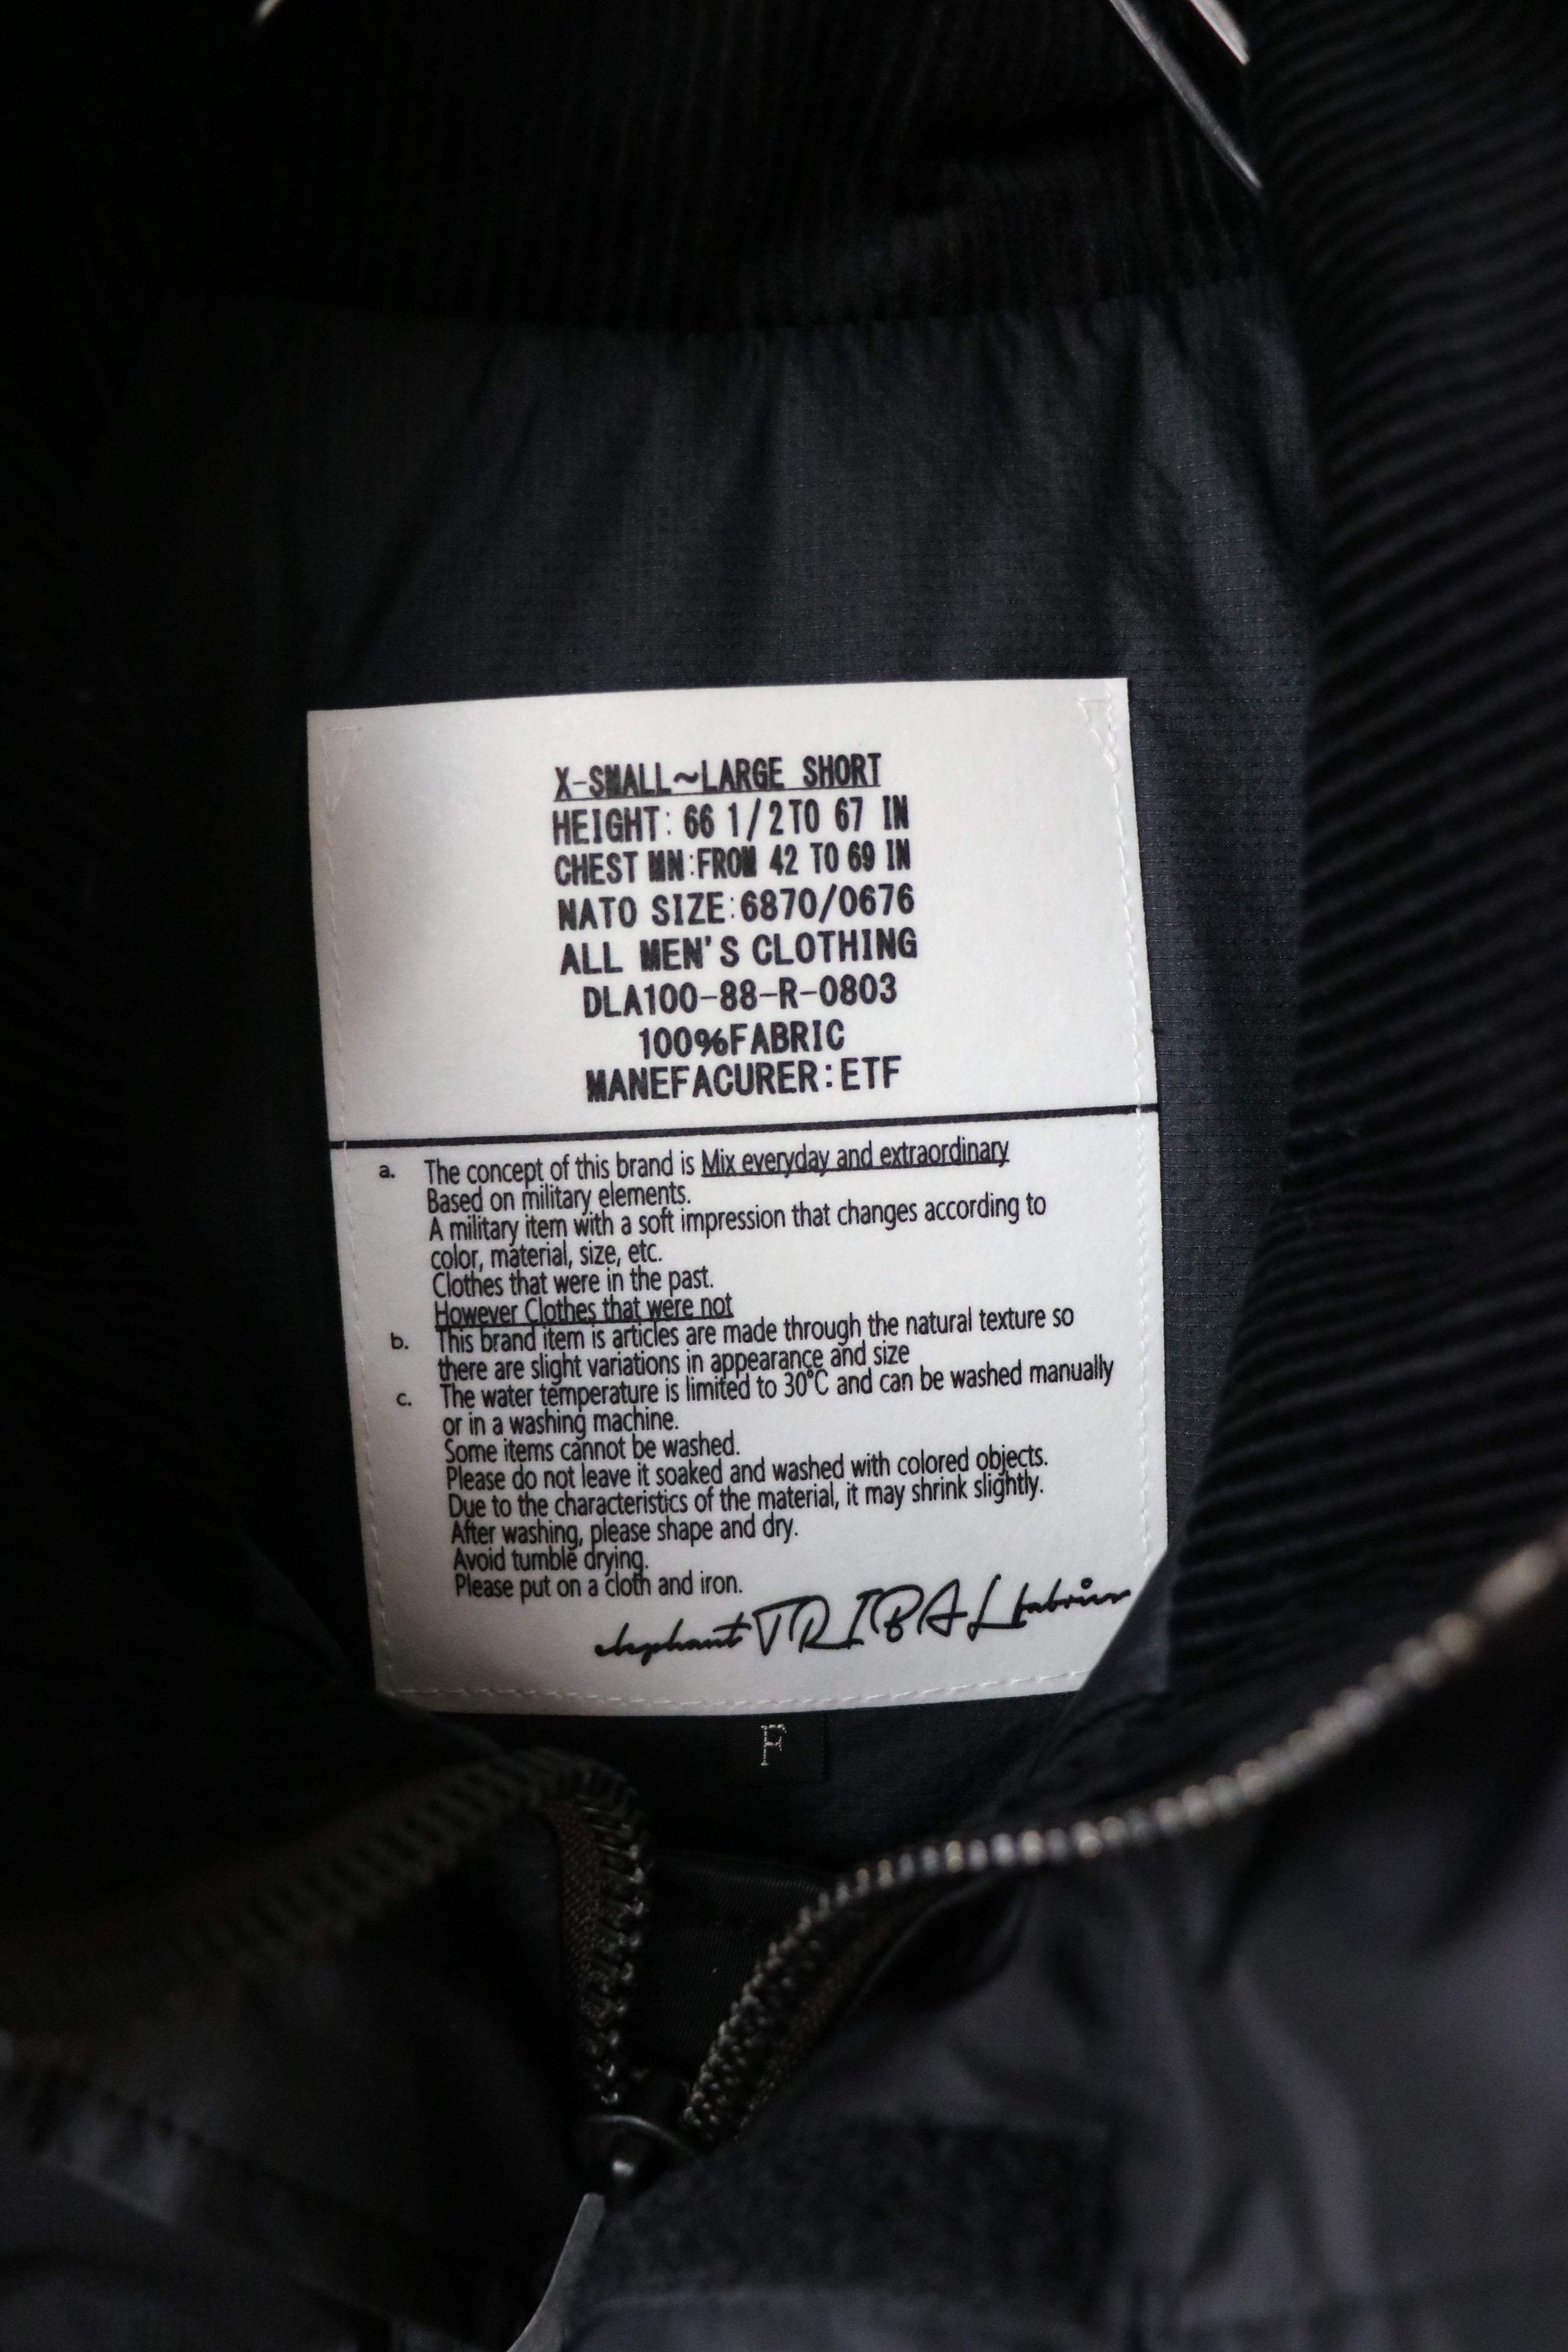 X-SMALL~LARGE SHORT
HEIGHT: 66 1/2 TO 67 IN
CHEST MN:FROM 42 TO 69 IN
NATO SIZE:6870/0676
ALL MEN'S CLOTHING
DLA100-88-R-0803
100%FABRIC
MANEFACURER:ETF
a. The concept of this brand is Mix everyday and extraordinary
Based on military elements.
A military item with a soft impression that changes according to
color, material, size, etc.
Clothes that were in the past.
However Clothes that were not
b. This brand item is articles are made through the natural texture so
there are slight variations in appearance and size
c. The water temperature is limited to 30°C and can be washed manually
or in a washing machine.
Some items cannot be washed.
Please do not leave it soaked and washed with colored objects.
Due to the characteristics of the material, it may shrink slightly.
After washing, please shape and dry.
Avoid tumble drying.
Please put on a cloth and iron.
elephant TRIBAL fabrics
F